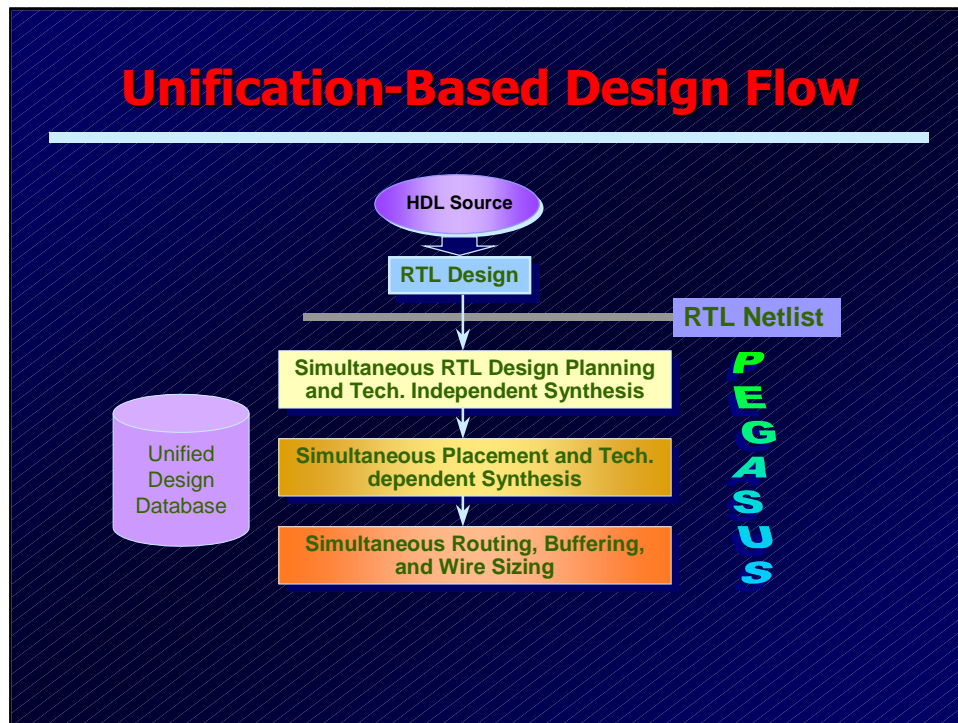 Unification-Based Design Flow
HDL Source
RTL Design
RTL Netlist
Simultaneous RTL Design Planning
and Tech. Independent Synthesis
Unified
Design
Database
Simultaneous Placement and Tech.
dependent Synthesis
Simultaneous Routing, Buffering,
and Wire Sizing
PEGASUS